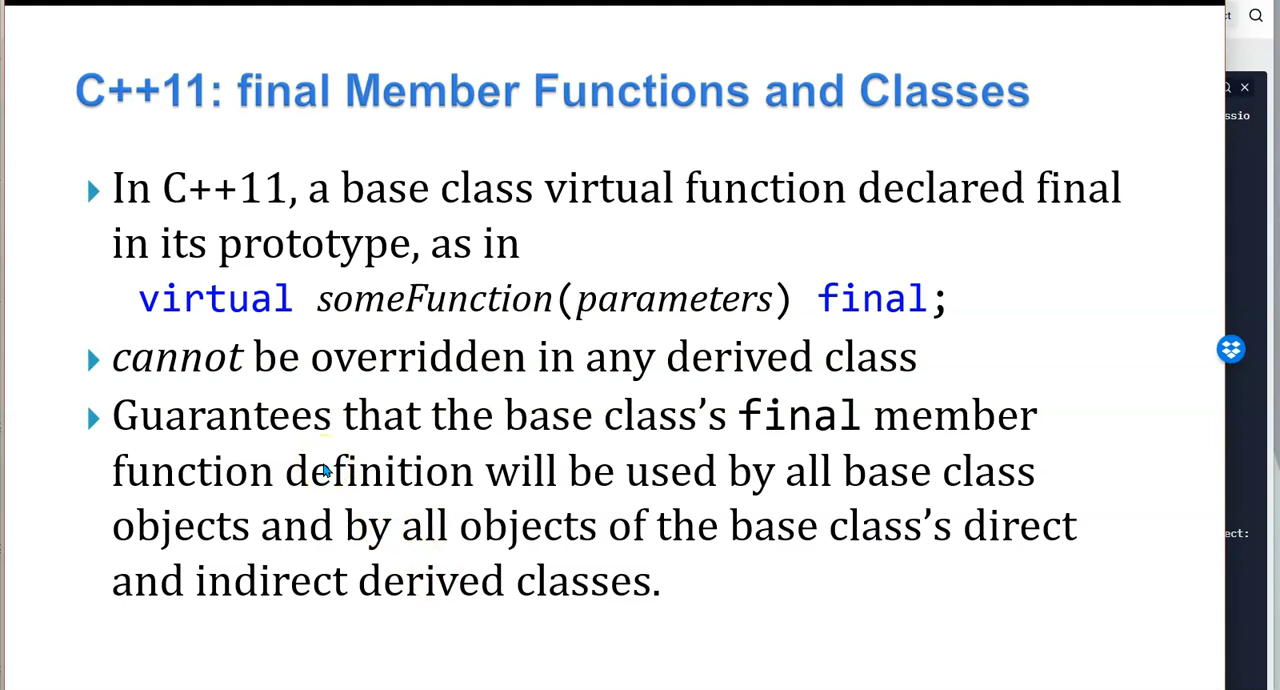 C++11: final Member Functions and Classes
In C++11, a base class virtual function declared final
in its prototype, as in
virtual someFunction(parameters) final;
cannot be overridden in any derived class
Guarantees that the base class’s final member
function definition will be used by all base class
objects and by all objects of the base class’s direct
and indirect derived classes.
ct
ssio
ect: